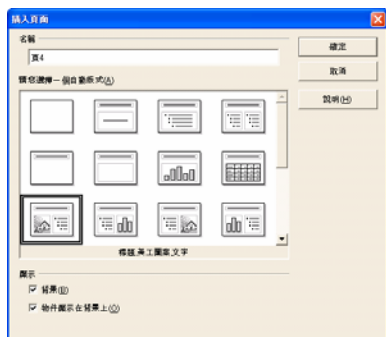 插入頁面
名稱
頁4
確定
取消
說明(H)
請您選擇一個自動版式(A)
標題,美工圖案,文字
顯示
背景(B)
物件顯示在背景上(O)